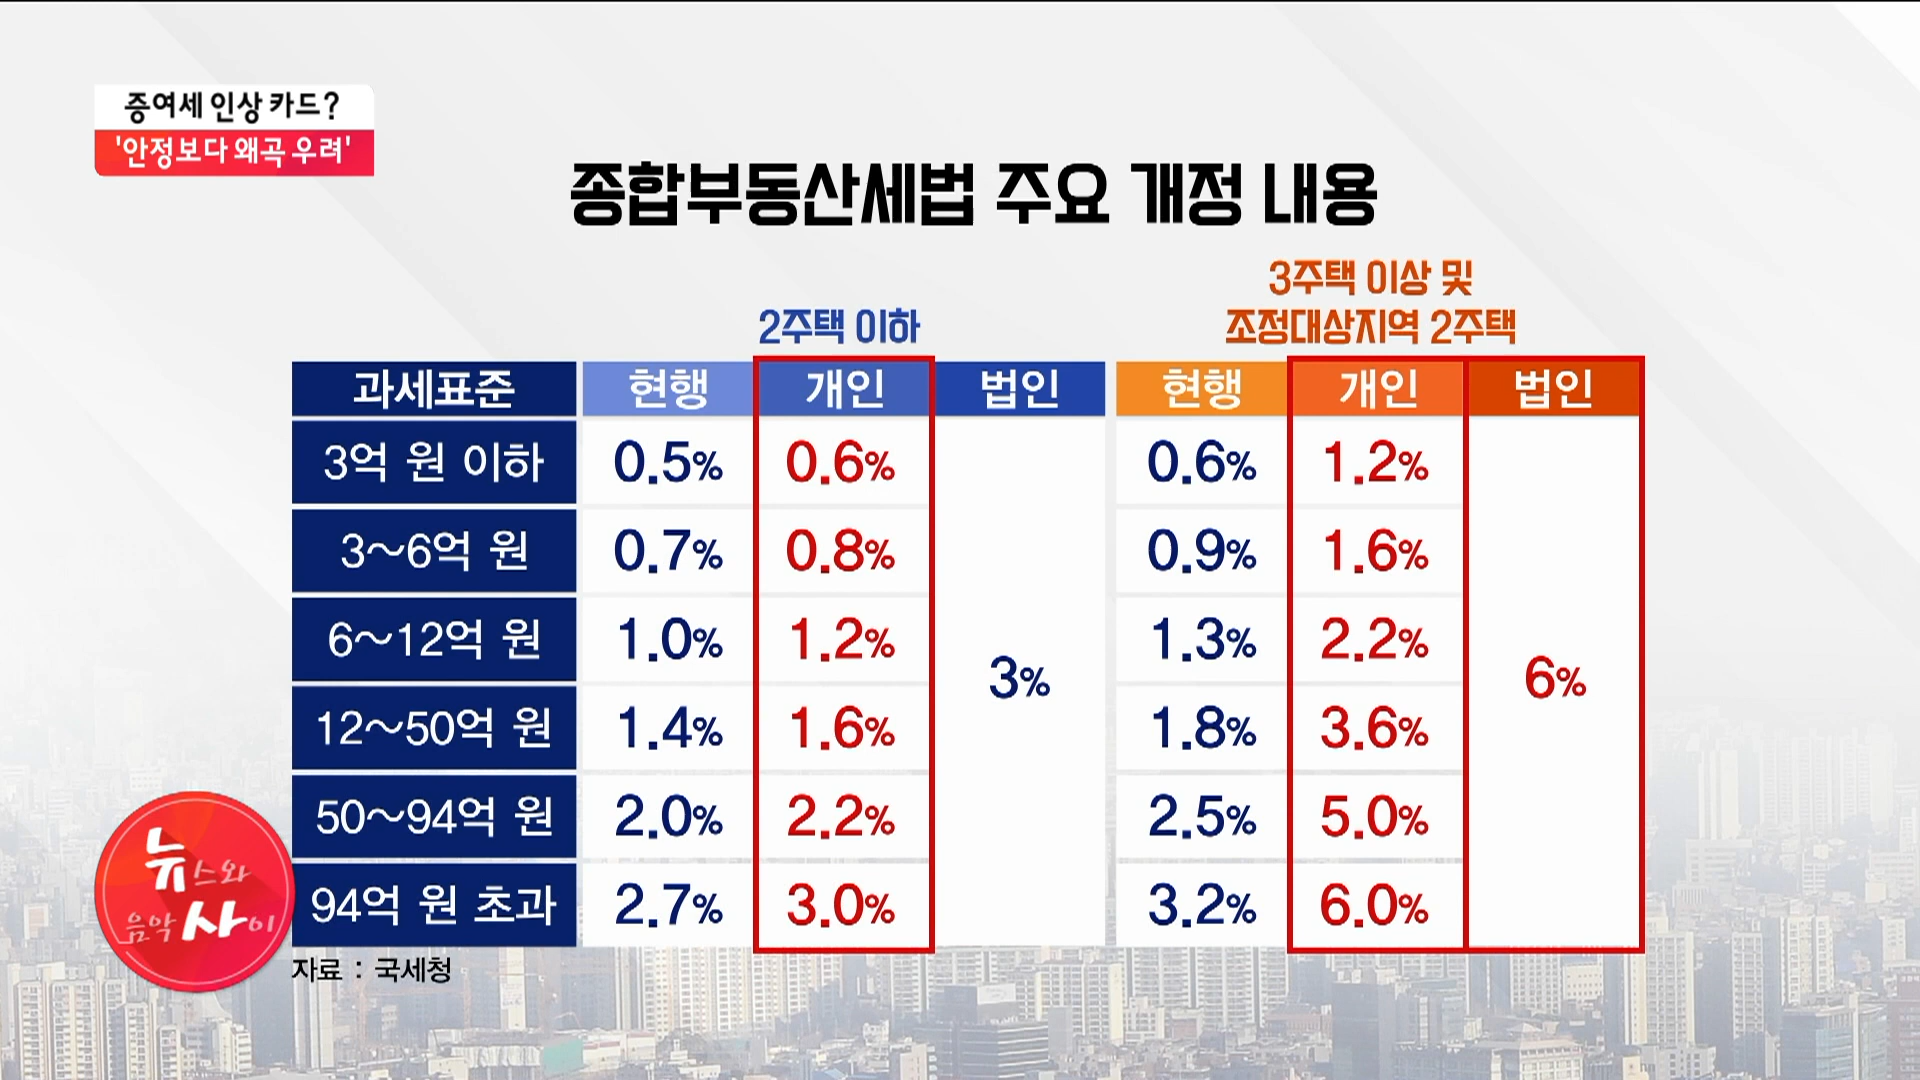 증여세 인상 카드?
'안정보다 왜곡 우려'
종합부동산세법 주요 개정 내용
2주택 이하
3주택 이상 및
조정대상지역 2주택
과세표준 현행 개인 법인 현행 개인 법인
3억 원 이하 0.5% 0.6% 0.6% 1.2%
3~6억 원 0.7% 0.8% 0.9% 1.6%
6~12억 원 1.0% 1.2% 1.3% 2.2%
3% 6%
12~50억 원 1.4% 1.6% 1.8% 3.6%
50~94억 원 2.0% 2.2% 2.5% 5.0%
94억 원 초과 2.7% 3.0% 3.2% 6.0%
뉴스와
음악 사이
자료 : 국세청